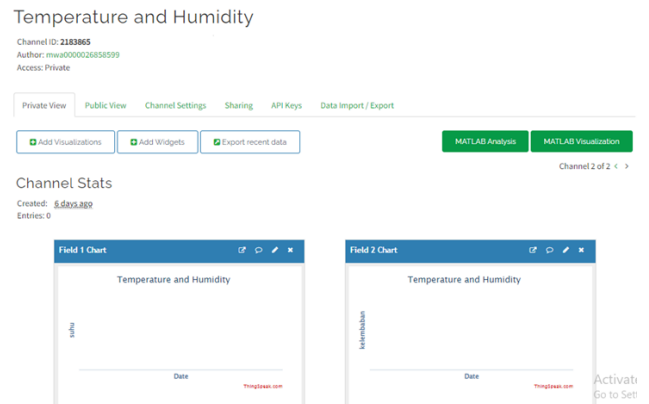 Temperature and Humidity
Channel ID: 2183865
Author: mwa0000026858599
Access: Private
Private View Public View Channel Settings Sharing API Keys Data Import / Export
Add Visualizations Add Widgets Export recent data MATLAB Analysis MATLAB Visualization
Channel 2 of 2 < >
Channel Stats
Created: 6 days ago
Entries: 0
Field 1 Chart
Temperature and Humidity
suhu
Date
ThingSpeak.com
Field 2 Chart
Temperature and Humidity
kelembaban
Date
ThingSpeak.com
Activate
Go to Sett